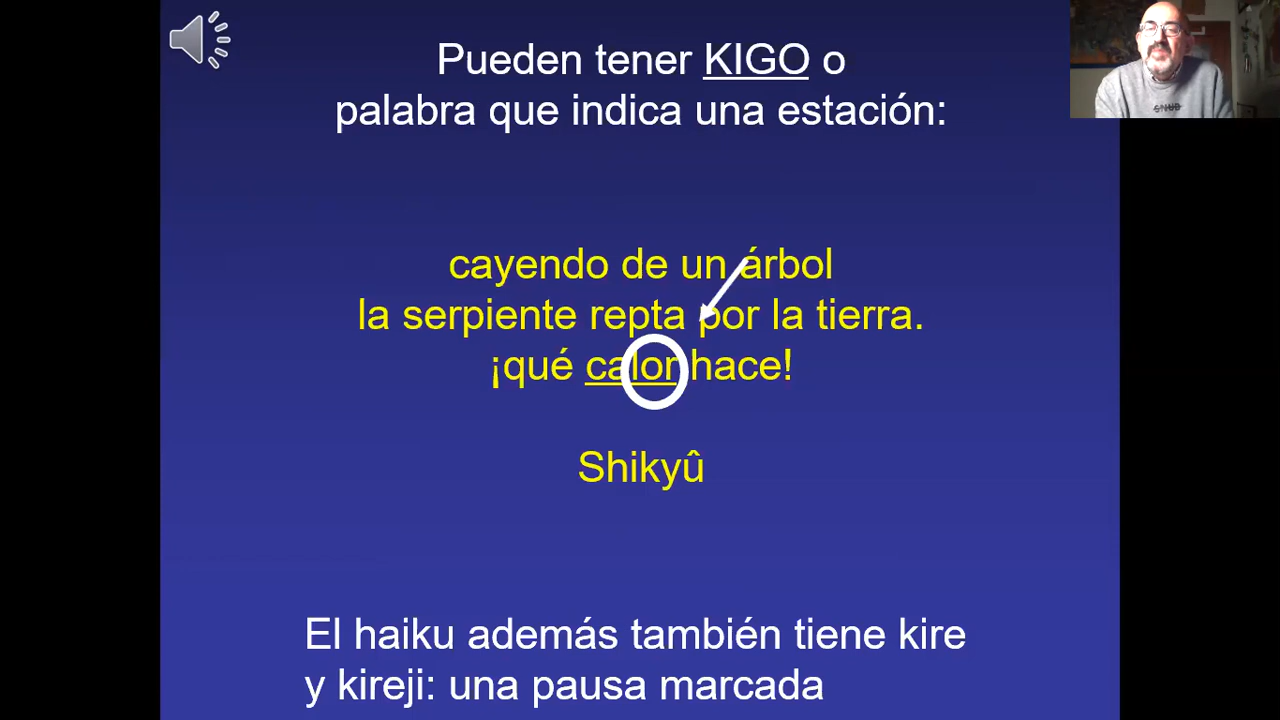 Pueden tener KIGO o
palabra que indica una estación:
cayendo de un árbol
la serpiente repta por la tierra.
¡qué calor hace!
Shikyû
El haiku además también tiene kire
y kireji: una pausa marcada